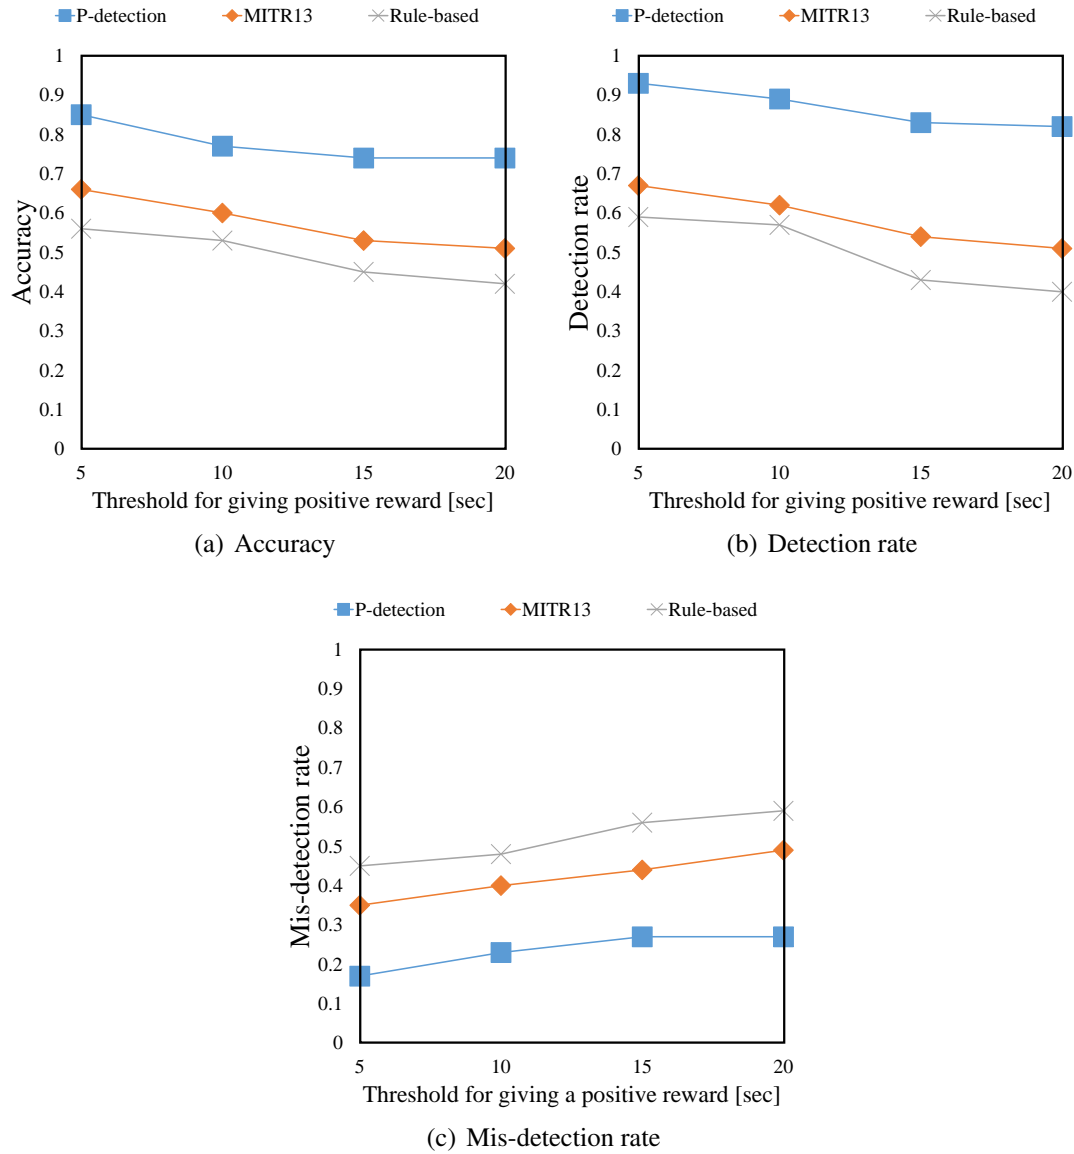 P-detection MITR13 Rule-based
1
0.9
0.8
0.7
0.6
0.5
0.4
0.3
0.2
0.1
0
Accuracy
5 10 15 20
Threshold for giving positive reward [sec]
(a) Accuracy
P-detection MITR13 Rule-based
1
0.9
0.8
0.7
0.6
0.5
0.4
0.3
0.2
0.1
0
Detection rate
5 10 15 20
Threshold for giving positive reward [sec]
(b) Detection rate
P-detection MITR13 Rule-based
1
0.9
0.8
0.7
0.6
0.5
0.4
0.3
0.2
0.1
0
Mis-detection rate
5 10 15 20
Threshold for giving a positive reward [sec]
(c) Mis-detection rate